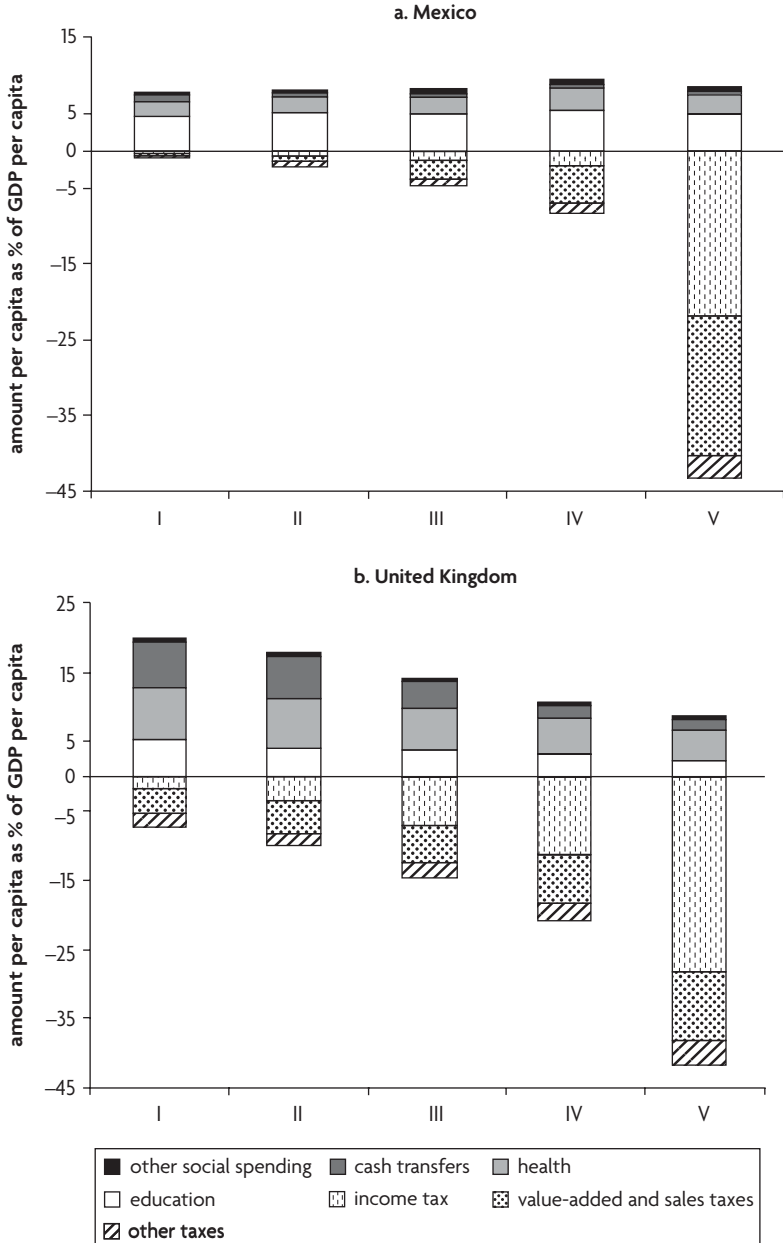 a. Mexico
amount per capita as % of GDP per capita
15
5
0
–5
–15
–25
–35
–45
I II III IV V
b. United Kingdom
amount per capita as % of GDP per capita
25
15
5
0
–5
–15
–25
–35
–45
I II III IV V
other social spending cash transfers health
education income tax value-added and sales taxes
other taxes